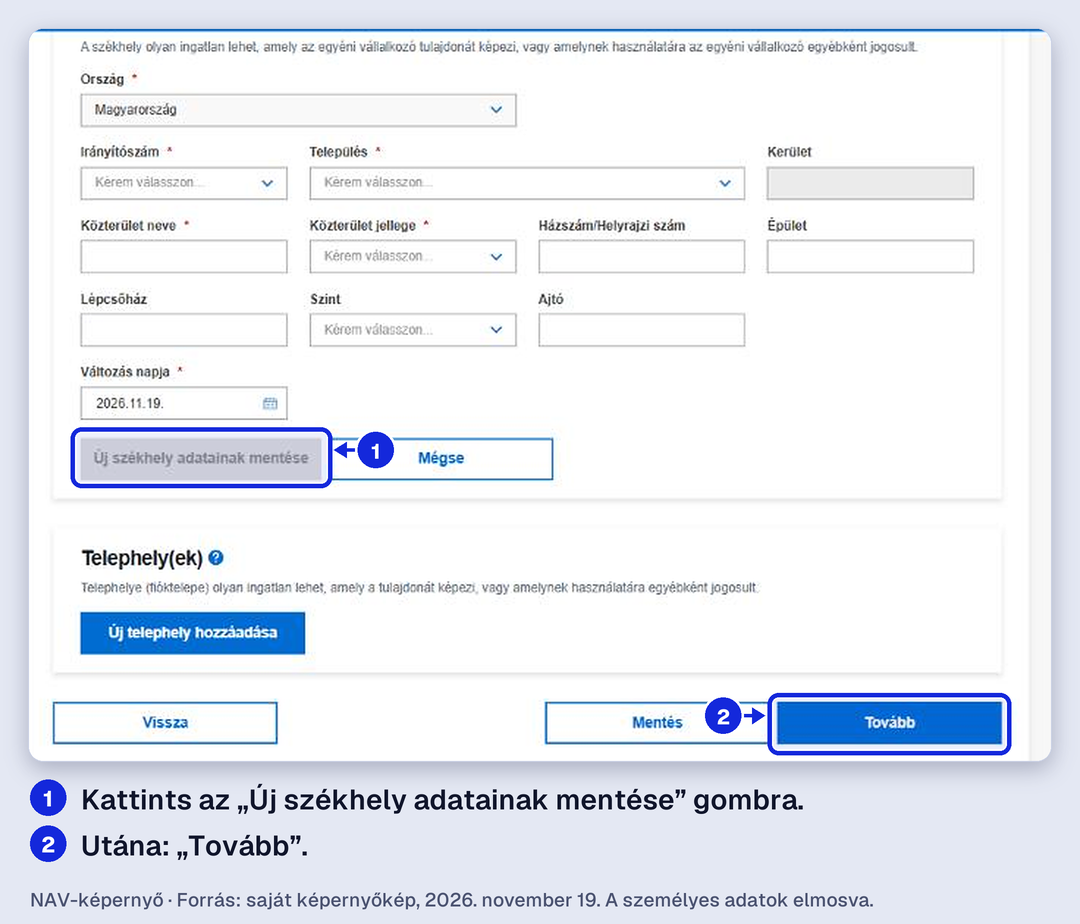 A székhely olyan ingatlan lehet, amely az egyéni vállalkozó tulajdonát képezi, vagy amelynek használatára az egyéni vállalkozó egyébként jogosult.
Ország *
Magyarország
Irányítószám * Település * Kerület
Kérem válasszon... Kérem válasszon...
Közterület neve * Közterület jellege * Házszám/Helyrajzi szám Épület
Kérem válasszon...
Lépcsőház Szint Ajtó
Kérem válasszon...
Változás napja *
2026.11.19.
Új székhely adatainak mentése 1 Mégse
Telephely(ek) ?
Telephelye (fióktelepe) olyan ingatlan lehet, amely a tulajdonát képezi, vagy amelynek használatára egyébként jogosult.
Új telephely hozzáadása
Vissza Mentés 2 Tovább
1 Kattints az „Új székhely adatainak mentése” gombra.
2 Utána: „Tovább”.
NAV-képernyő · Forrás: saját képernyőkép, 2026. november 19. A személyes adatok elmosva.